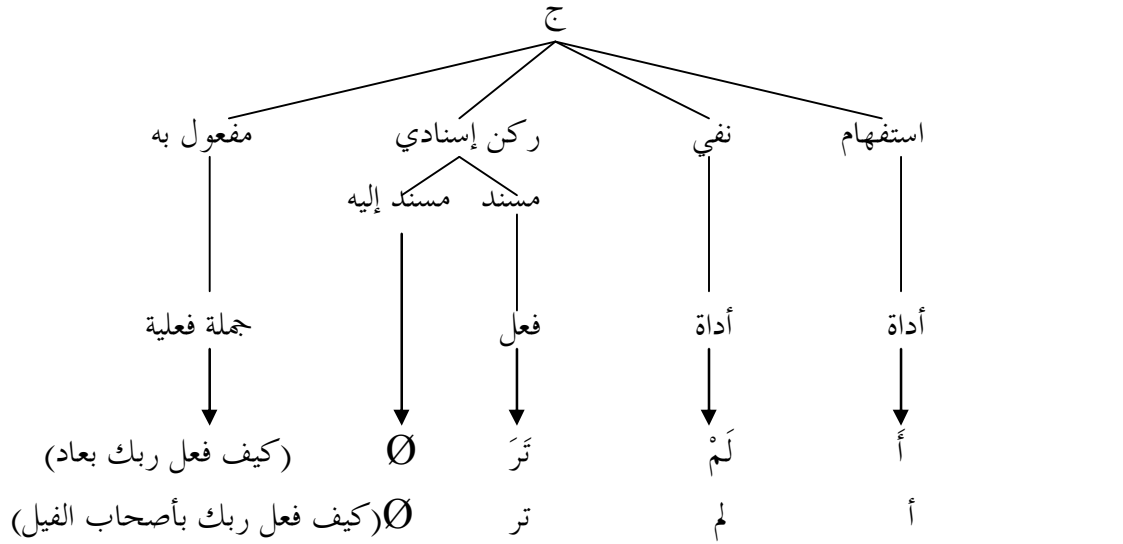 ج
استفهام نفي ركن إسنادي مفعول به
مسند مسند إليه
أداة أداة فعل جملة فعلية
أَ لَمْ تَرَ Ø (كيف فعل ربك بعاد)
أ لم تر Ø(كيف فعل ربك بأصحاب الفيل)